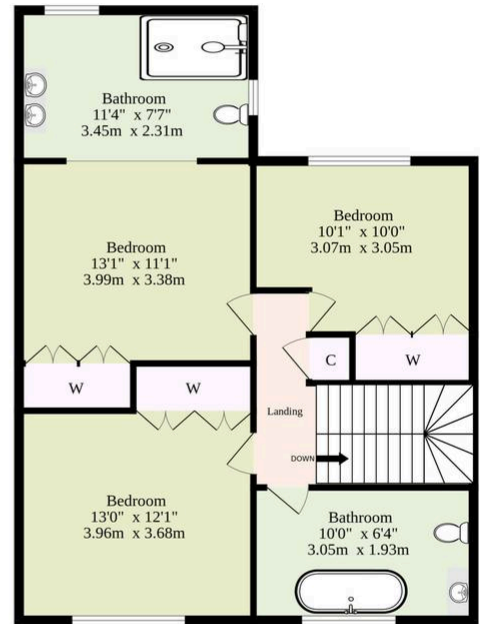 Bathroom
11'4" x 7'7"
3.45m x 2.31m
Bedroom
13'1" x 11'1"
3.99m x 3.38m
Bedroom
10'1" x 10'0"
3.07m x 3.05m
C
W
W
W
Landing
DOWN
Bedroom
13'0" x 12'1"
3.96m x 3.68m
Bathroom
10'0" x 6'4"
3.05m x 1.93m